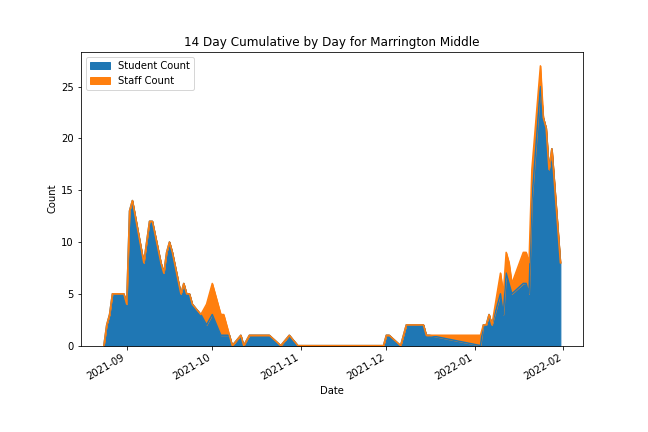 14 Day Cumulative by Day for Marrington Middle
Student Count
Staff Count
25
20
15
10
5
0
Count
2021-09
2021-10
2021-11
2021-12
2022-01
2022-02
Date